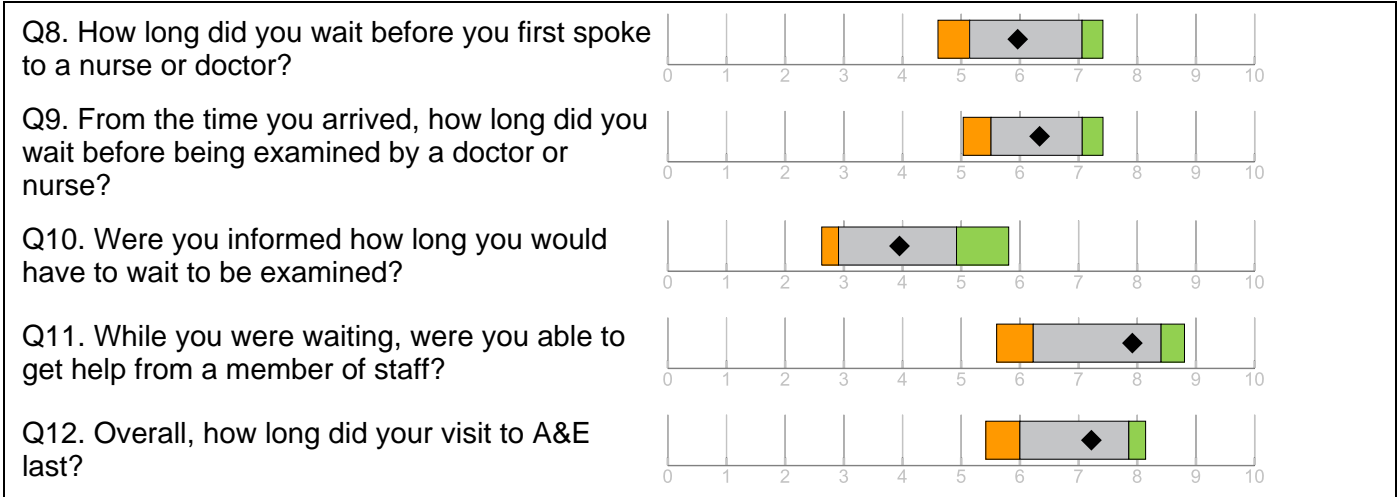 Q8. How long did you wait before you first spoke
to a nurse or doctor?
0 1 2 3 4 5 6 7 8 9 10
Q9. From the time you arrived, how long did you
wait before being examined by a doctor or
nurse?
0 1 2 3 4 5 6 7 8 9 10
Q10. Were you informed how long you would
have to wait to be examined?
0 1 2 3 4 5 6 7 8 9 10
Q11. While you were waiting, were you able to
get help from a member of staff?
0 1 2 3 4 5 6 7 8 9 10
Q12. Overall, how long did your visit to A&E
last?
0 1 2 3 4 5 6 7 8 9 10